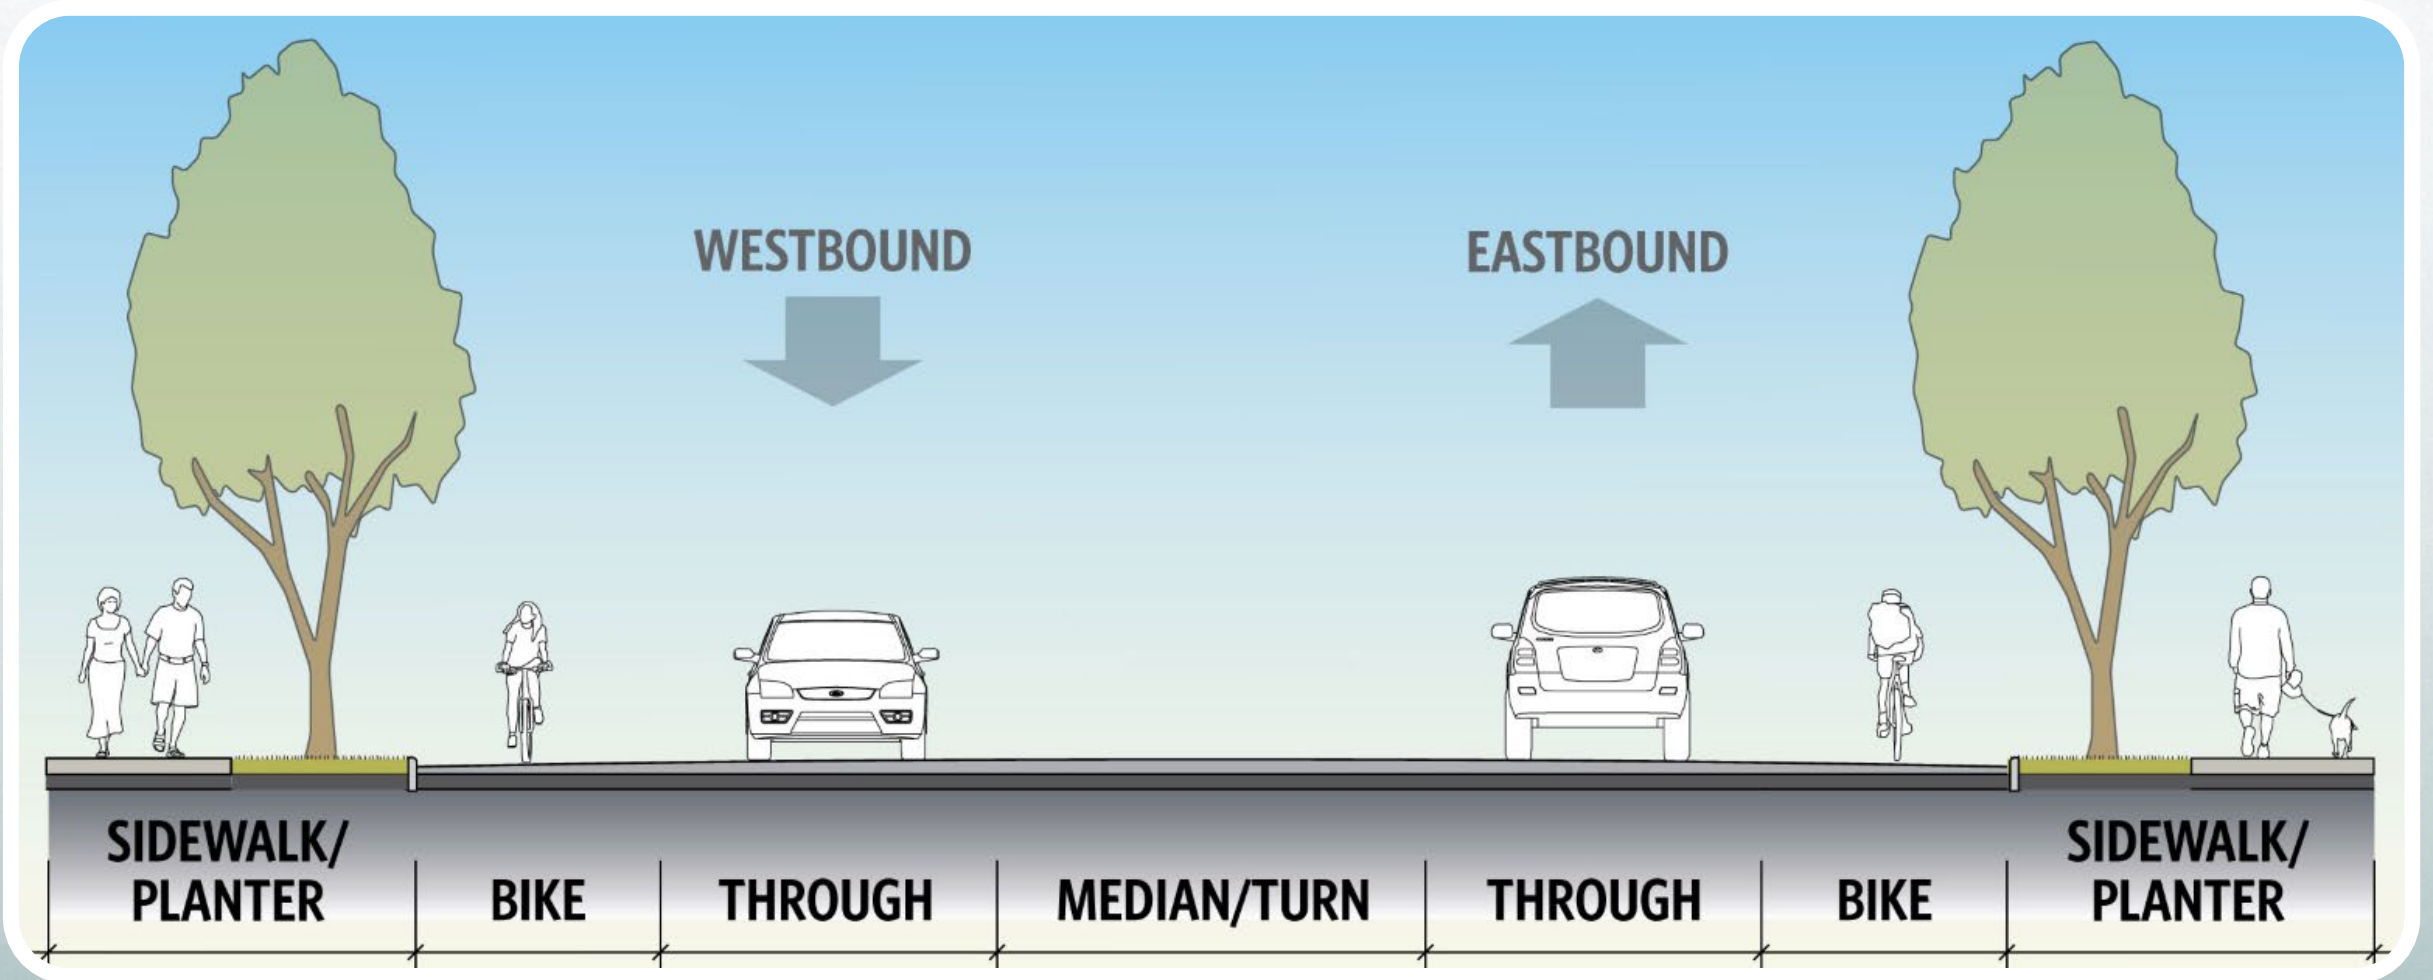 WESTBOUND
EASTBOUND
SIDEWALK/
PLANTER
BIKE
THROUGH
MEDIAN/TURN
THROUGH
BIKE
SIDEWALK/
PLANTER